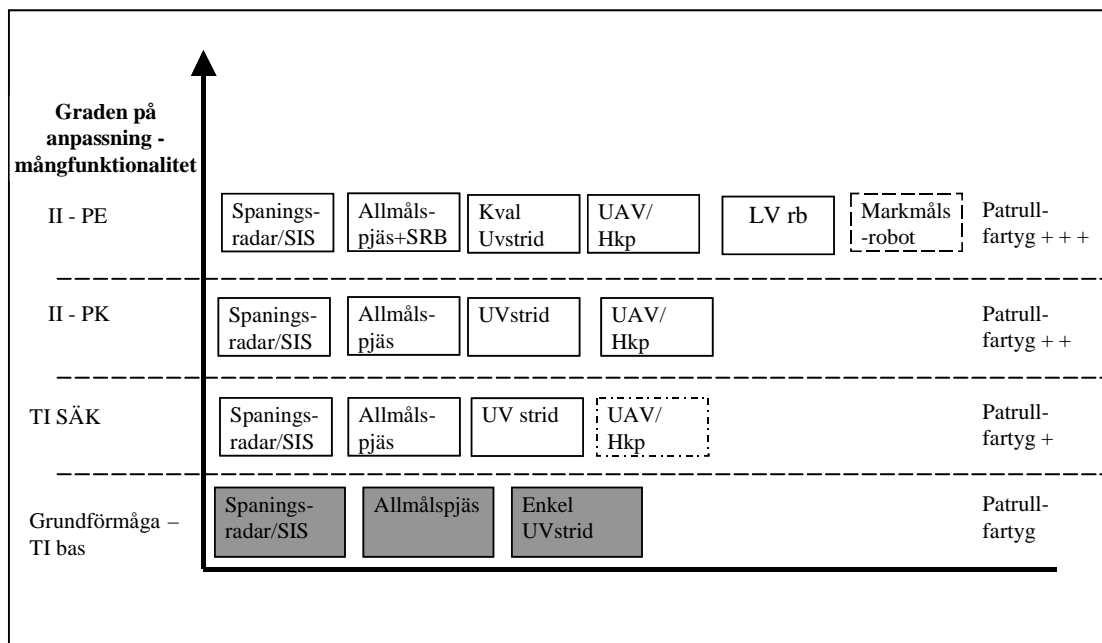 Graden på
anpassning -
mångfunktionalitet
II - PE
Spanings-
radar/SIS
Allmåls-
pjäs+SRB
Kval
Uvstrid
UAV/
Hkp
LV rb
Markmåls
-robot
Patrull-
fartyg + + +
II - PK
Spanings-
radar/SIS
Allmåls-
pjäs
UVstrid
UAV/
Hkp
Patrull-
fartyg + +
TI SÄK
Spanings-
radar/SIS
Allmåls-
pjäs
UV strid
UAV/
Hkp
Patrull-
fartyg +
Grundförmåga –
TI bas
Spanings-
radar/SIS
Allmålspjäs
Enkel
UVstrid
Patrull-
fartyg